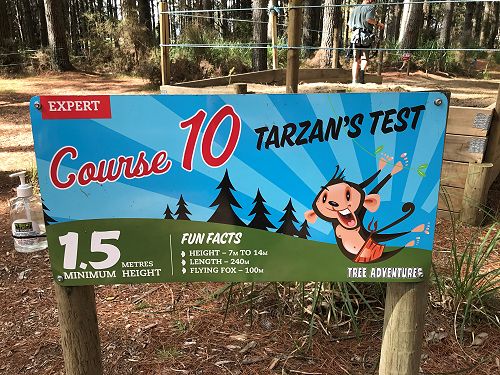 EXPERT
Course 10 TARZAN'S TEST
1.5 METRES
MINIMUM HEIGHT
FUN FACTS
HEIGHT – 7M TO 14M
LENGTH – 240M
FLYING FOX – 100M
TREE ADVENTURES